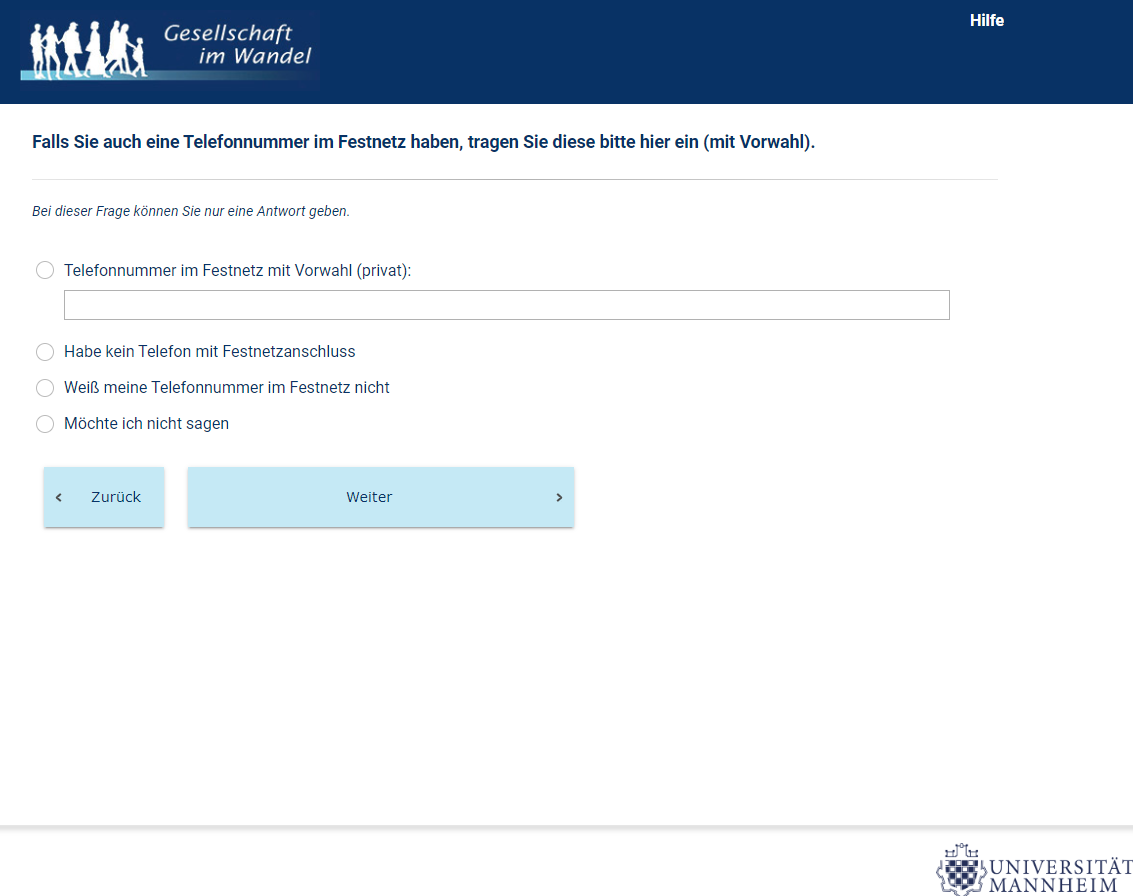 Gesellschaft
im Wandel
Hilfe
Falls Sie auch eine Telefonnummer im Festnetz haben, tragen Sie diese bitte hier ein (mit Vorwahl).
Bei dieser Frage können Sie nur eine Antwort geben.
Telefonnummer im Festnetz mit Vorwahl (privat):
Habe kein Telefon mit Festnetzanschluss
Weiß meine Telefonnummer im Festnetz nicht
Möchte ich nicht sagen
Zurück
Weiter
UNIVERSITÄT
MANNHEIM